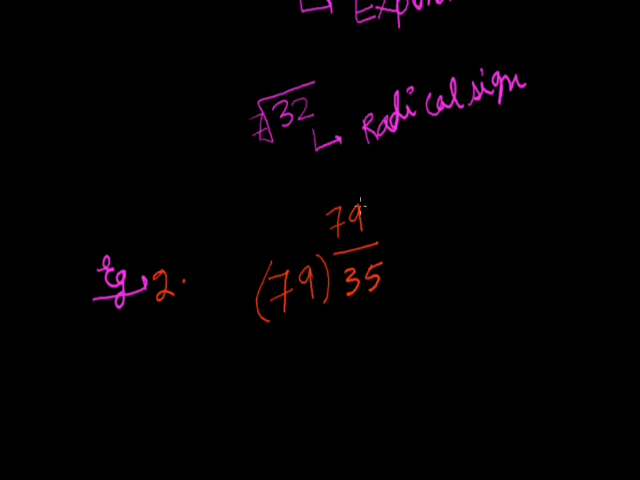 √32
↳ Radical sign
Eg 2. (79)^(79/35)